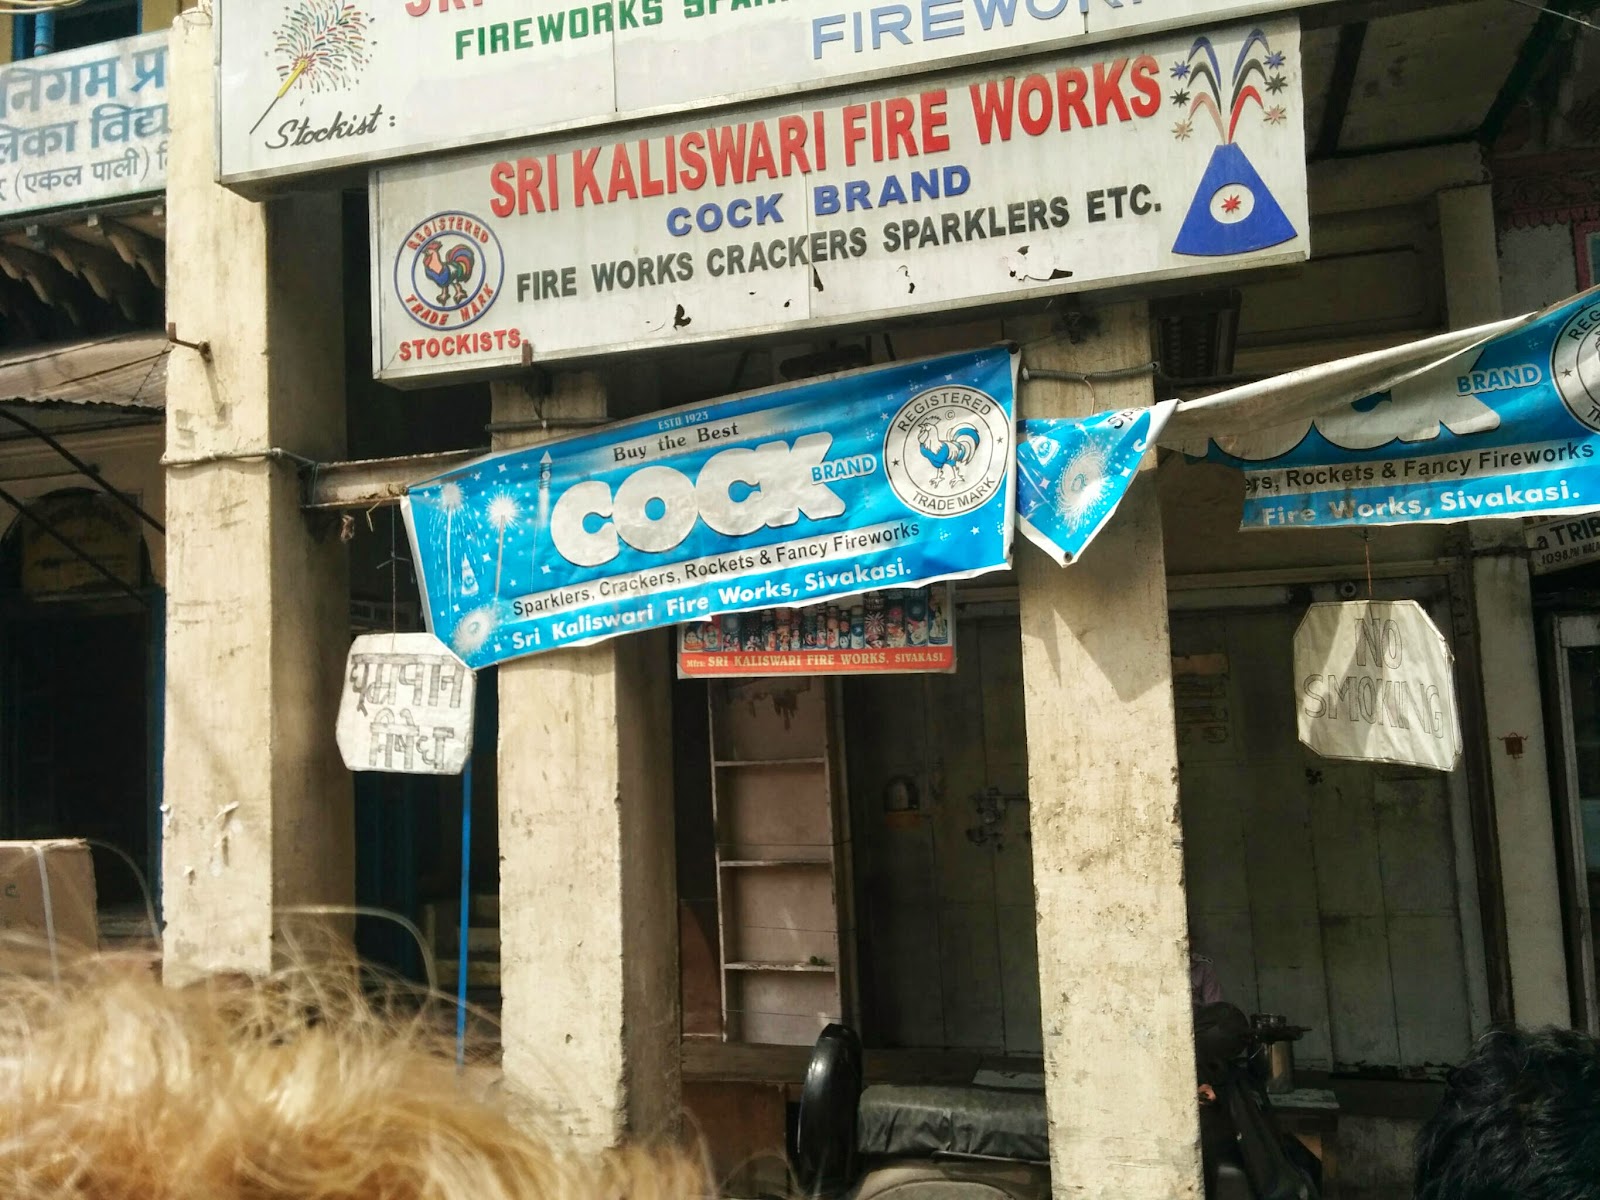 निगम प्र
लिका विद्य
(एकल पाली)
FIREWORKS
FIREWOR
Stockist :
SRI KALISWARI FIRE WORKS
COCK BRAND
FIRE WORKS CRACKERS SPARKLERS ETC.
REGISTERED
TRADE MARK
STOCKISTS.
ESTD 1923
Buy the Best
COCK BRAND
Sparklers, Crackers, Rockets & Fancy Fireworks
Sri Kaliswari Fire Works, Sivakasi.
REGISTERED
TRADE MARK
BRAND
ers, Rockets & Fancy Fireworks
Fire Works, Sivakasi.
Mfrs: SRI KALISWARI FIRE WORKS, SIVAKASI.
धूम्रपान
निषेध
NO
SMOKING
a TRIB